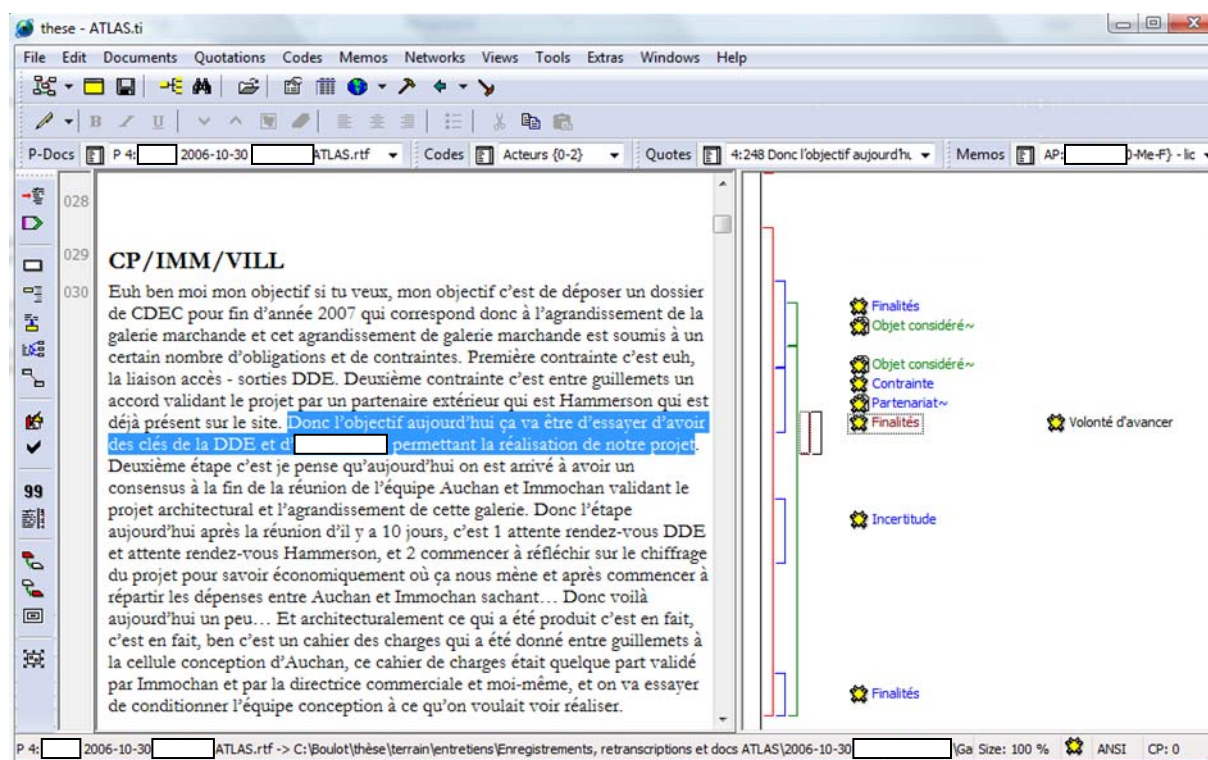 these - ATLAS.ti
File Edit Documents Quotations Codes Memos Networks Views Tools Extras Windows Help
B I U
P-Docs P 4: 2006-10-30 ATLAS.rtf Codes Acteurs {0-2} Quotes 4:248 Donc l'objectif aujourd'hu Memos AP: 0-Me-F} - lic
028
029 CP/IMM/VILL
030 Euh ben moi mon objectif si tu veux, mon objectif c'est de déposer un dossier
de CDEC pour fin d'année 2007 qui correspond donc à l'agrandissement de la
galerie marchande et cet agrandissement de galerie marchande est soumis à un
certain nombre d'obligations et de contraintes. Première contrainte c'est euh,
la liaison accès - sorties DDE. Deuxième contrainte c'est entre guillemets un
accord validant le projet par un partenaire extérieur qui est Hammerson qui est
déjà présent sur le site. Donc l'objectif aujourd'hui ça va être d'essayer d'avoir
des clés de la DDE et d' permettant la réalisation de notre projet.
Deuxième étape c'est je pense qu'aujourd'hui on est arrivé à avoir un
consensus à la fin de la réunion de l'équipe Auchan et Immochan validant le
projet architectural et l'agrandissement de cette galerie. Donc l'étape
aujourd'hui après la réunion d'il y a 10 jours, c'est 1 attente rendez-vous DDE
et attente rendez-vous Hammerson, et 2 commencer à réfléchir sur le chiffrage
du projet pour savoir économiquement où ça nous mène et après commencer à
répartir les dépenses entre Auchan et Immochan sachant… Donc voilà
aujourd'hui un peu… Et architecturalement ce qui a été produit c'est en fait,
c'est en fait, ben c'est un cahier des charges qui a été donné entre guillemets à
la cellule conception d'Auchan, ce cahier de charges était quelque part validé
par Immochan et par la directrice commerciale et moi-même, et on va essayer
de conditionner l'équipe conception à ce qu'on voulait voir réaliser.
Finalités
Objet considéré~
Objet considéré~
Contrainte
Partenariat~
Finalités Volonté d'avancer
Incertitude
Finalités
99
P 4: 2006-10-30 ATLAS.rtf -> C:\Boulot\thèse\terrain\entretiens\Enregistrements, retranscriptions et docs ATLAS\2006-10-30 \Ga Size: 100 % ANSI CP: 0